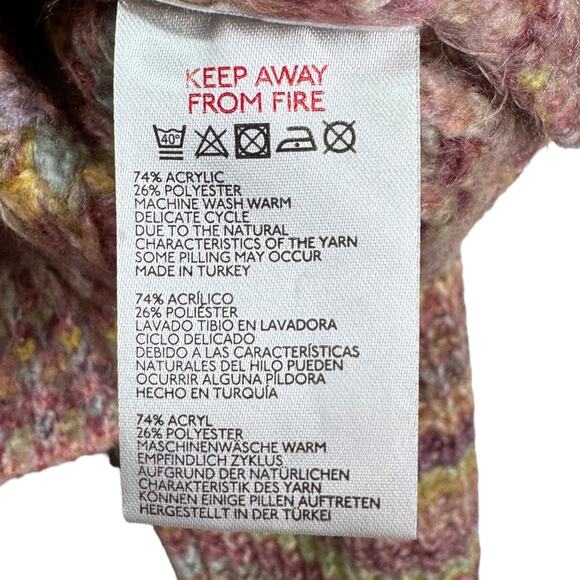 KEEP AWAY
FROM FIRE
40°
74% ACRYLIC
26% POLYESTER
MACHINE WASH WARM
DELICATE CYCLE
DUE TO THE NATURAL
CHARACTERISTICS OF THE YARN
SOME PILLING MAY OCCUR
MADE IN TURKEY
74% ACRÍLICO
26% POLIÉSTER
LAVADO TIBIO EN LAVADORA
CICLO DELICADO
DEBIDO A LAS CARACTERÍSTICAS
NATURALES DEL HILO PUEDEN
OCURRIR ALGUNA PÍLDORA
HECHO EN TURQUÍA
74% ACRYL
26% POLYESTER
MASCHINENWÄSCHE WARM
EMPFINDLICH ZYKLUS
AUFGRUND DER NATÜRLICHEN
CHARAKTERISTIK DES YARN
KÖNNEN EINIGE PILLEN AUFTRETEN
HERGESTELLT IN DER TÜRKEI